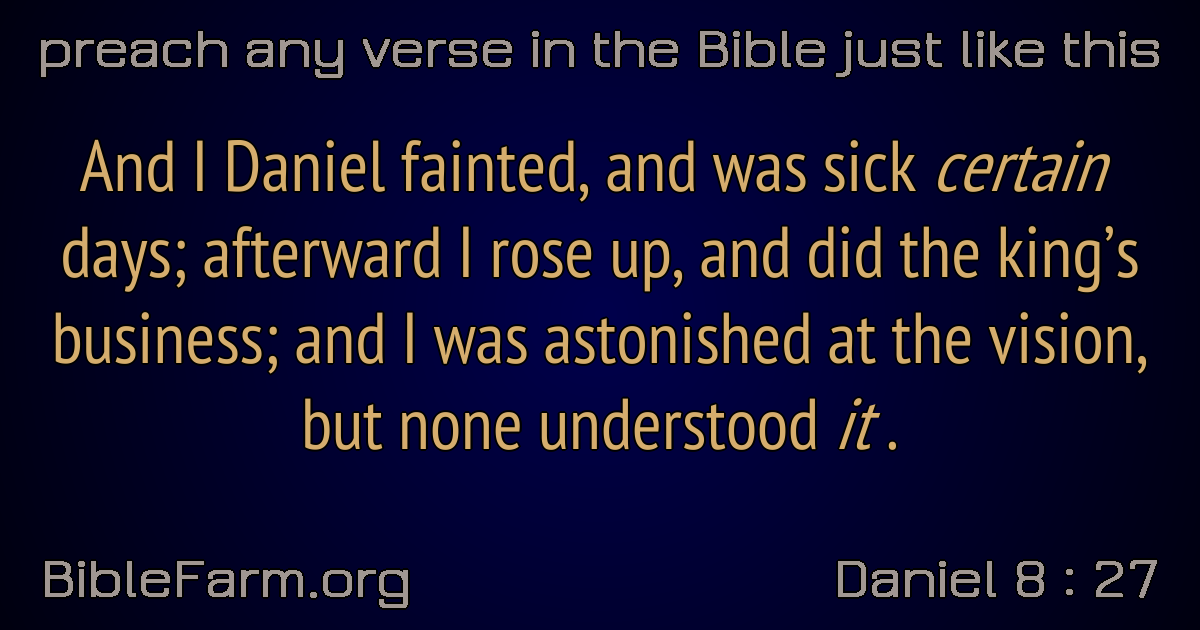 preach any verse in the Bible just like this
And I Daniel fainted, and was sick certain
days; afterward I rose up, and did the king’s
business; and I was astonished at the vision,
but none understood it .
BibleFarm.org
Daniel 8 : 27